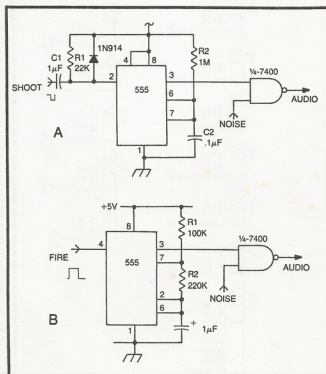 1N914
C1
1µF
R1
22K
R2
1M
4
8
SHOOT
2
3
¼-7400
555
6
7
AUDIO
NOISE
A
1
C2
.1µF
+5V
8
R1
100K
FIRE
4
3
¼-7400
555
7
AUDIO
R2
220K
NOISE
2
6
B
1
+
1µF